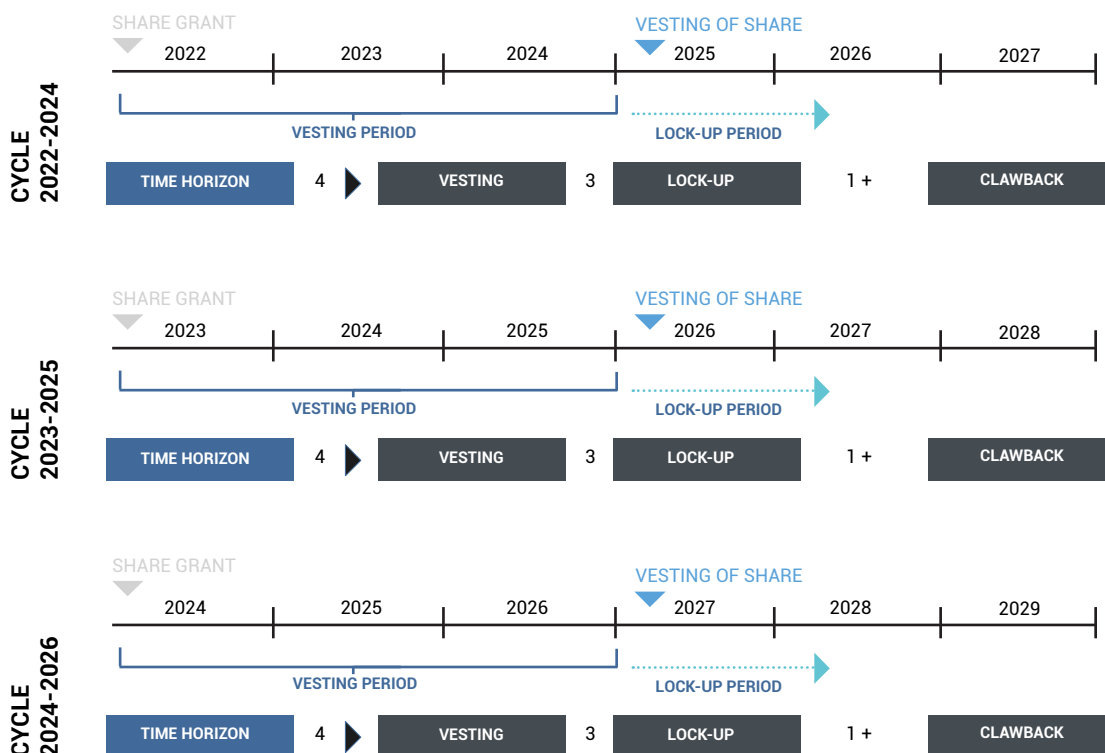 SHARE GRANT
VESTING OF SHARE
2022 2023 2024 2025 2026 2027
CYCLE
2022-2024
VESTING PERIOD
LOCK-UP PERIOD
TIME HORIZON 4 VESTING 3 LOCK-UP 1 + CLAWBACK
SHARE GRANT
VESTING OF SHARE
2023 2024 2025 2026 2027 2028
CYCLE
2023-2025
VESTING PERIOD
LOCK-UP PERIOD
TIME HORIZON 4 VESTING 3 LOCK-UP 1 + CLAWBACK
SHARE GRANT
VESTING OF SHARE
2024 2025 2026 2027 2028 2029
CYCLE
2024-2026
VESTING PERIOD
LOCK-UP PERIOD
TIME HORIZON 4 VESTING 3 LOCK-UP 1 + CLAWBACK